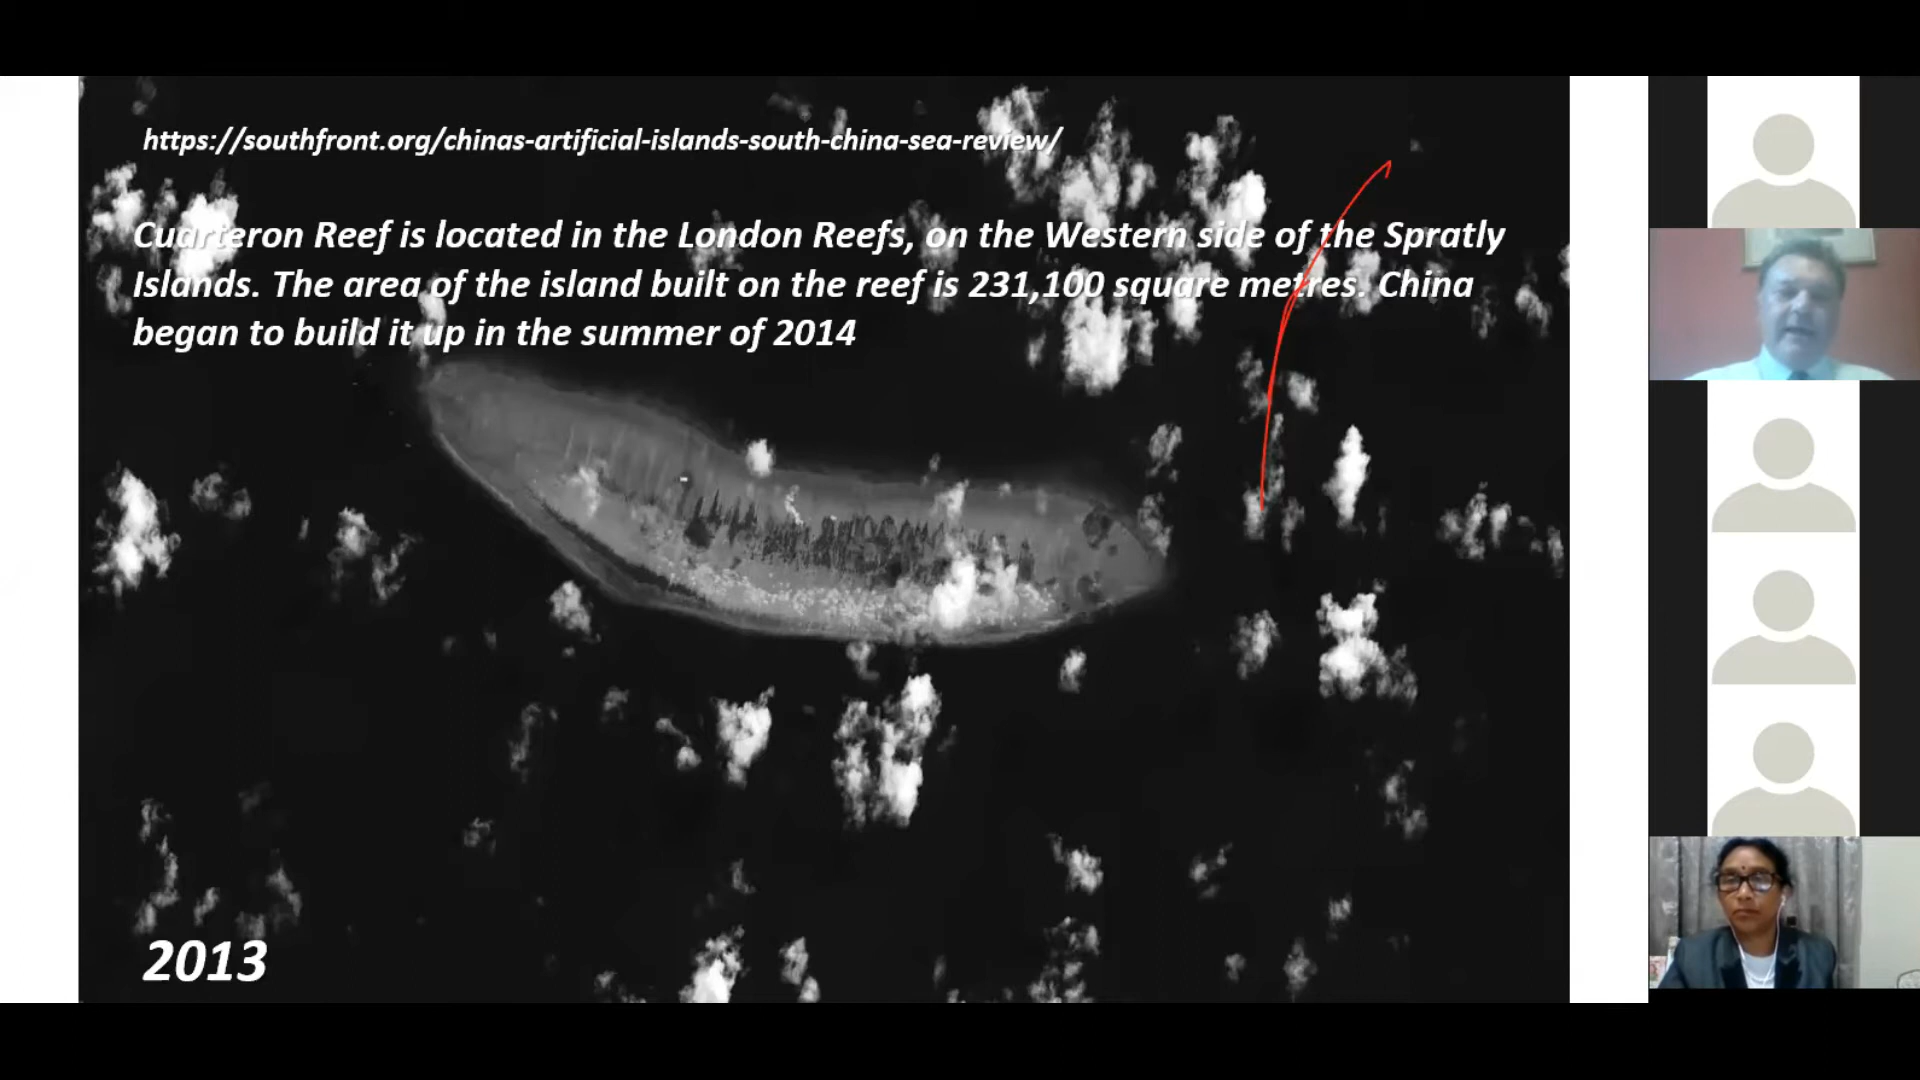 https://southfront.org/chinas-artificial-islands-south-china-sea-review/
Cuarteron Reef is located in the London Reefs, on the Western side of the Spratly
Islands. The area of the island built on the reef is 231,100 square metres. China
began to build it up in the summer of 2014
2013